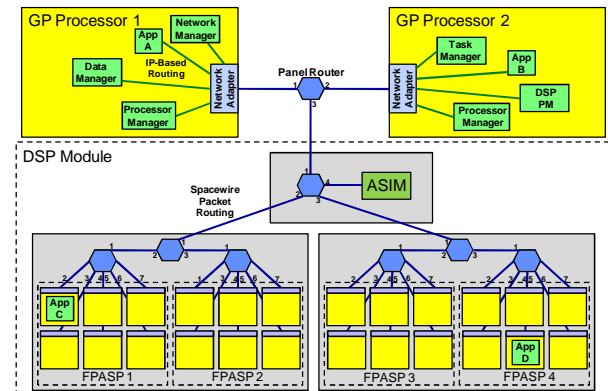 GP Processor 1
GP Processor 2
App
A
Network
Manager
IP-Based
Routing
Data
Manager
Processor
Manager
Network
Adapter
Panel Router
1
2
3
Network
Adapter
Task
Manager
App
B
DSP
PM
Processor
Manager
DSP Module
Spacewire
Packet
Routing
1
2
3
4
ASIM
1
2
3
1
2
3
4
5
6
7
1
2
3
4
5
6
7
App
C
FPASP 1
FPASP 2
1
2
3
1
2
3
4
5
6
7
1
2
3
4
5
6
7
App
D
FPASP 3
FPASP 4